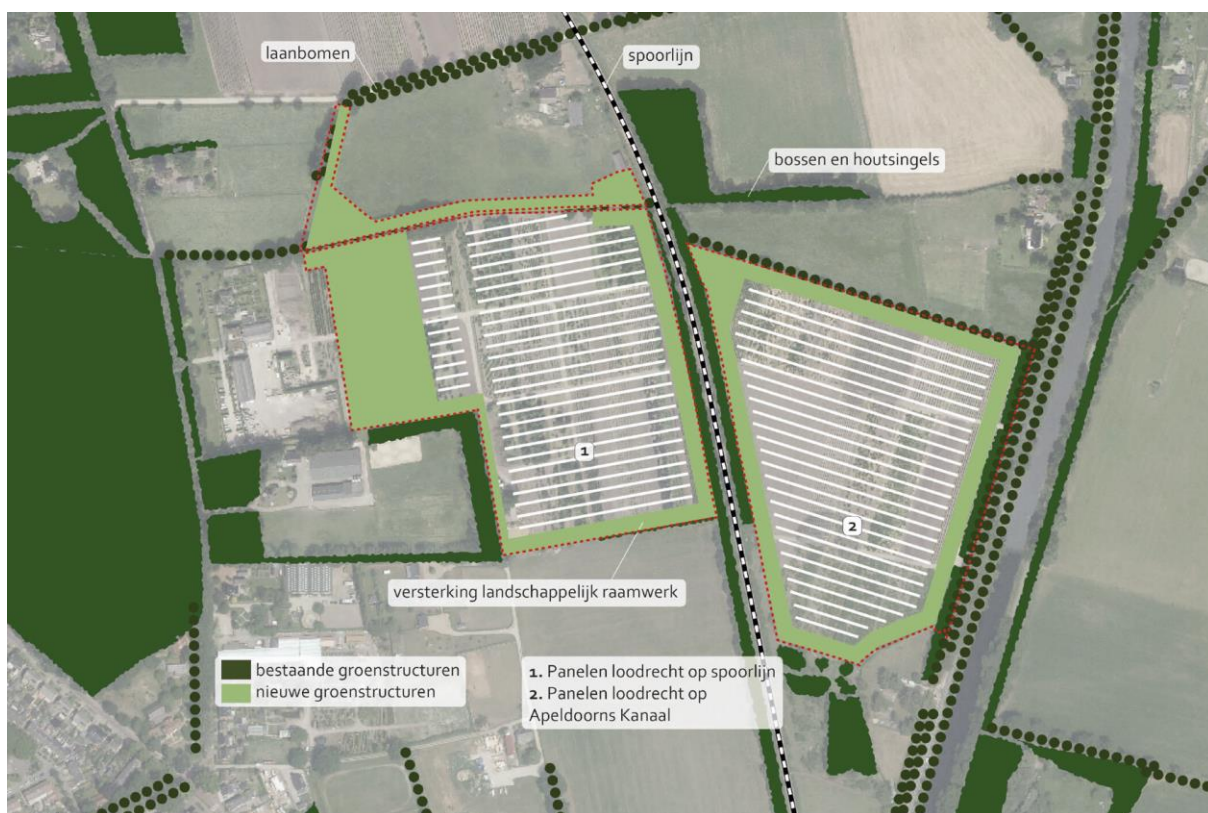 laanbomen
spoorlijn
bossen en houtsingels
1
2
versterking landschappelijk raamwerk
bestaande groenstructuren
nieuwe groenstructuren
1. Panelen loodrecht op spoorlijn
2. Panelen loodrecht op
Apeldoorns Kanaal